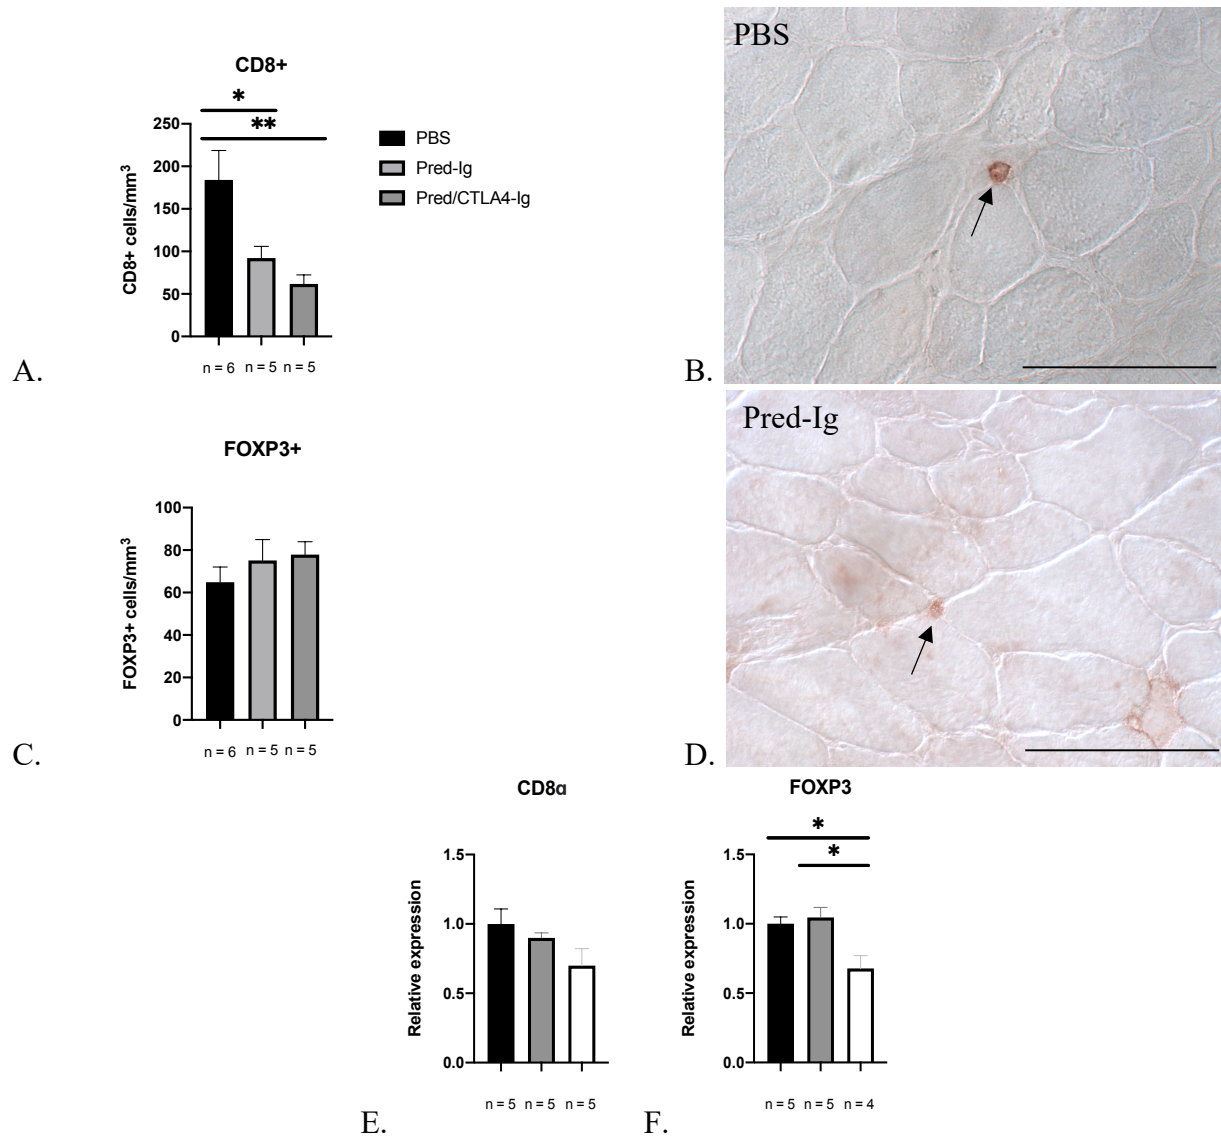 CD8+
*
**
250
200
150
100
50
0
CD8+ cells/mm³
n = 6 n = 5 n = 5
PBS
Pred-Ig
Pred/CTLA4-Ig
A.
PBS
B.
FOXP3+
100
80
60
40
20
0
FOXP3+ cells/mm³
n = 6 n = 5 n = 5
C.
Pred-Ig
D.
CD8α
1.5
1.0
0.5
0.0
Relative expression
n = 5 n = 5 n = 5
E.
FOXP3
*
*
1.5
1.0
0.5
0.0
Relative expression
n = 5 n = 5 n = 4
F.